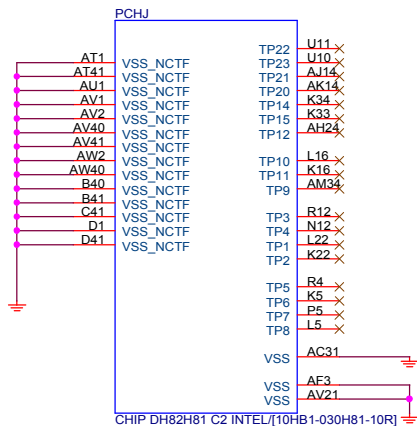 PCHJ
AT1 VSS_NCTF
AT41 VSS_NCTF
AU1 VSS_NCTF
AV1 VSS_NCTF
AV2 VSS_NCTF
AV40 VSS_NCTF
AV41 VSS_NCTF
AW2 VSS_NCTF
AW40 VSS_NCTF
B40 VSS_NCTF
B41 VSS_NCTF
C41 VSS_NCTF
D1 VSS_NCTF
D41 VSS_NCTF
TP22 U11
TP23 U10
TP21 AJ14
TP20 AK14
TP14 K34
TP15 K33
TP12 AH24
TP10 L16
TP11 K16
TP9 AM34
TP3 R12
TP4 N12
TP1 L22
TP2 K22
TP5 R4
TP6 K5
TP7 P5
TP8 L5
VSS AC31
VSS AF3
VSS AV21
CHIP DH82H81 C2 INTEL/[10HB1-030H81-10R]